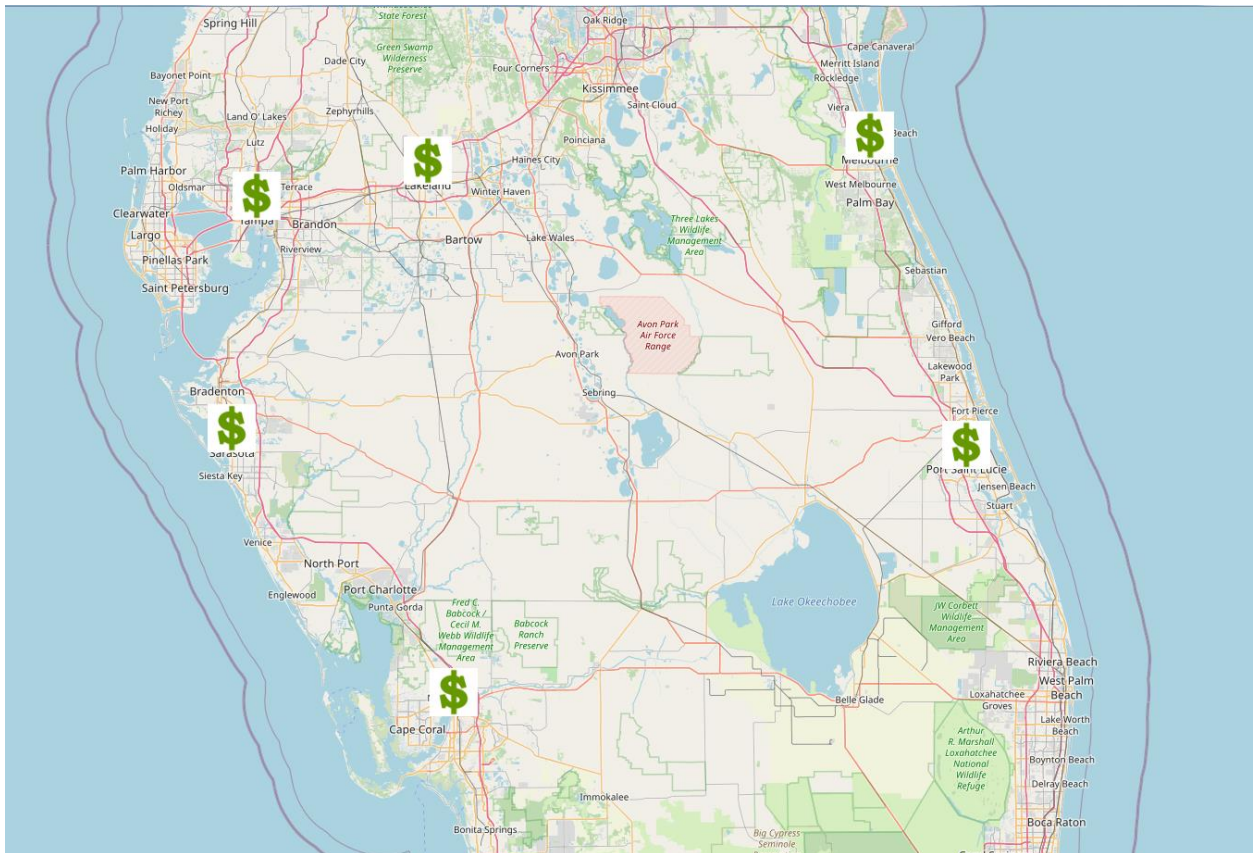 State Forest
Spring Hill
Oak Ridge
Green Swamp
Wilderness
Preserve
Cape Canaveral
Dade City
Merritt Island
Four Corners
Rockledge
Bayonet Point
Kissimmee
New Port
Richey
Zephyrhills
Saint Cloud
Viera
Land O' Lakes
Holiday
Beach
Lutz
Poinciana
$
$
Haines City
Melbourne
Palm Harbor
Oldsmar
$
Terrace
Lakeland
Winter Haven
West Melbourne
Palm Bay
Clearwater
Tampa
Brandon
Three Lakes
Wildlife
Management
Area
Largo
Riverview
Bartow
Lake Wales
Pinellas Park
Sebastian
Saint Petersburg
Avon Park
Air Force
Range
Gifford
Vero Beach
Avon Park
Lakewood
Park
Bradenton
Sebring
Fort Pierce
$
$
Sarasota
Siesta Key
Port Saint Lucie
Jensen Beach
Stuart
Venice
North Port
Port Charlotte
Englewood
Punta Gorda
Fred C.
Babcock /
Cecil M.
Webb Wildlife
Management
Area
Babcock
Ranch
Preserve
Lake Okeechobee
JW Corbett
Wildlife
Management
Area
Riviera Beach
West Palm
Beach
$
Loxahatchee
Groves
Belle Glade
Cape Coral
Lake Worth
Beach
Arthur
R. Marshall
Loxahatchee
National
Wildlife
Refuge
Boynton Beach
Delray Beach
Immokalee
Boca Raton
Bonita Springs
Big Cypress
Seminole